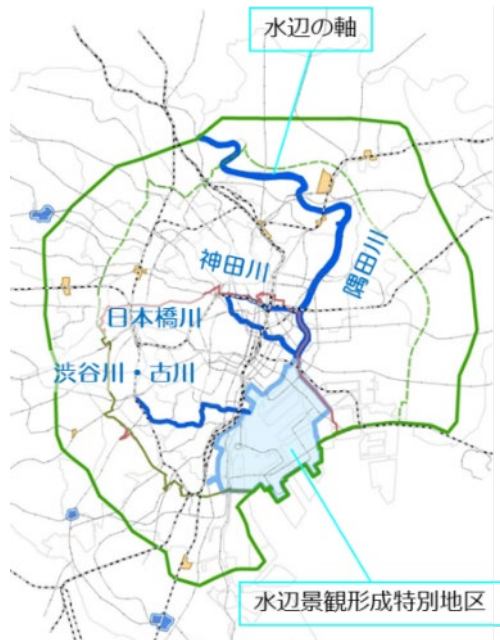 水辺の軸
神田川
隅田川
日本橋川
渋谷川・古川
水辺景観形成特別地区